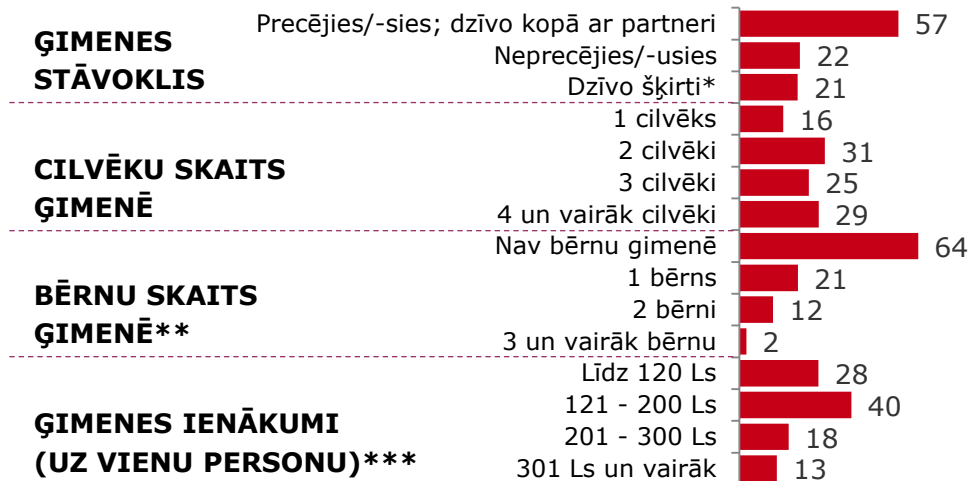 ĢIMENES
STĀVOKLIS
Precējies/-sies; dzīvo kopā ar partneri 57
Neprecējies/-usies 22
Dzīvo šķirti* 21
CILVĒKU SKAITS
ĢIMENĒ
1 cilvēks 16
2 cilvēki 31
3 cilvēki 25
4 un vairāk cilvēki 29
BĒRNU SKAITS
ĢIMENĒ**
Nav bērnu gimenē 64
1 bērns 21
2 bērni 12
3 un vairāk bērnu 2
ĢIMENES IENĀKUMI
(UZ VIENU PERSONU)***
Līdz 120 Ls 28
121 - 200 Ls 40
201 - 300 Ls 18
301 Ls un vairāk 13